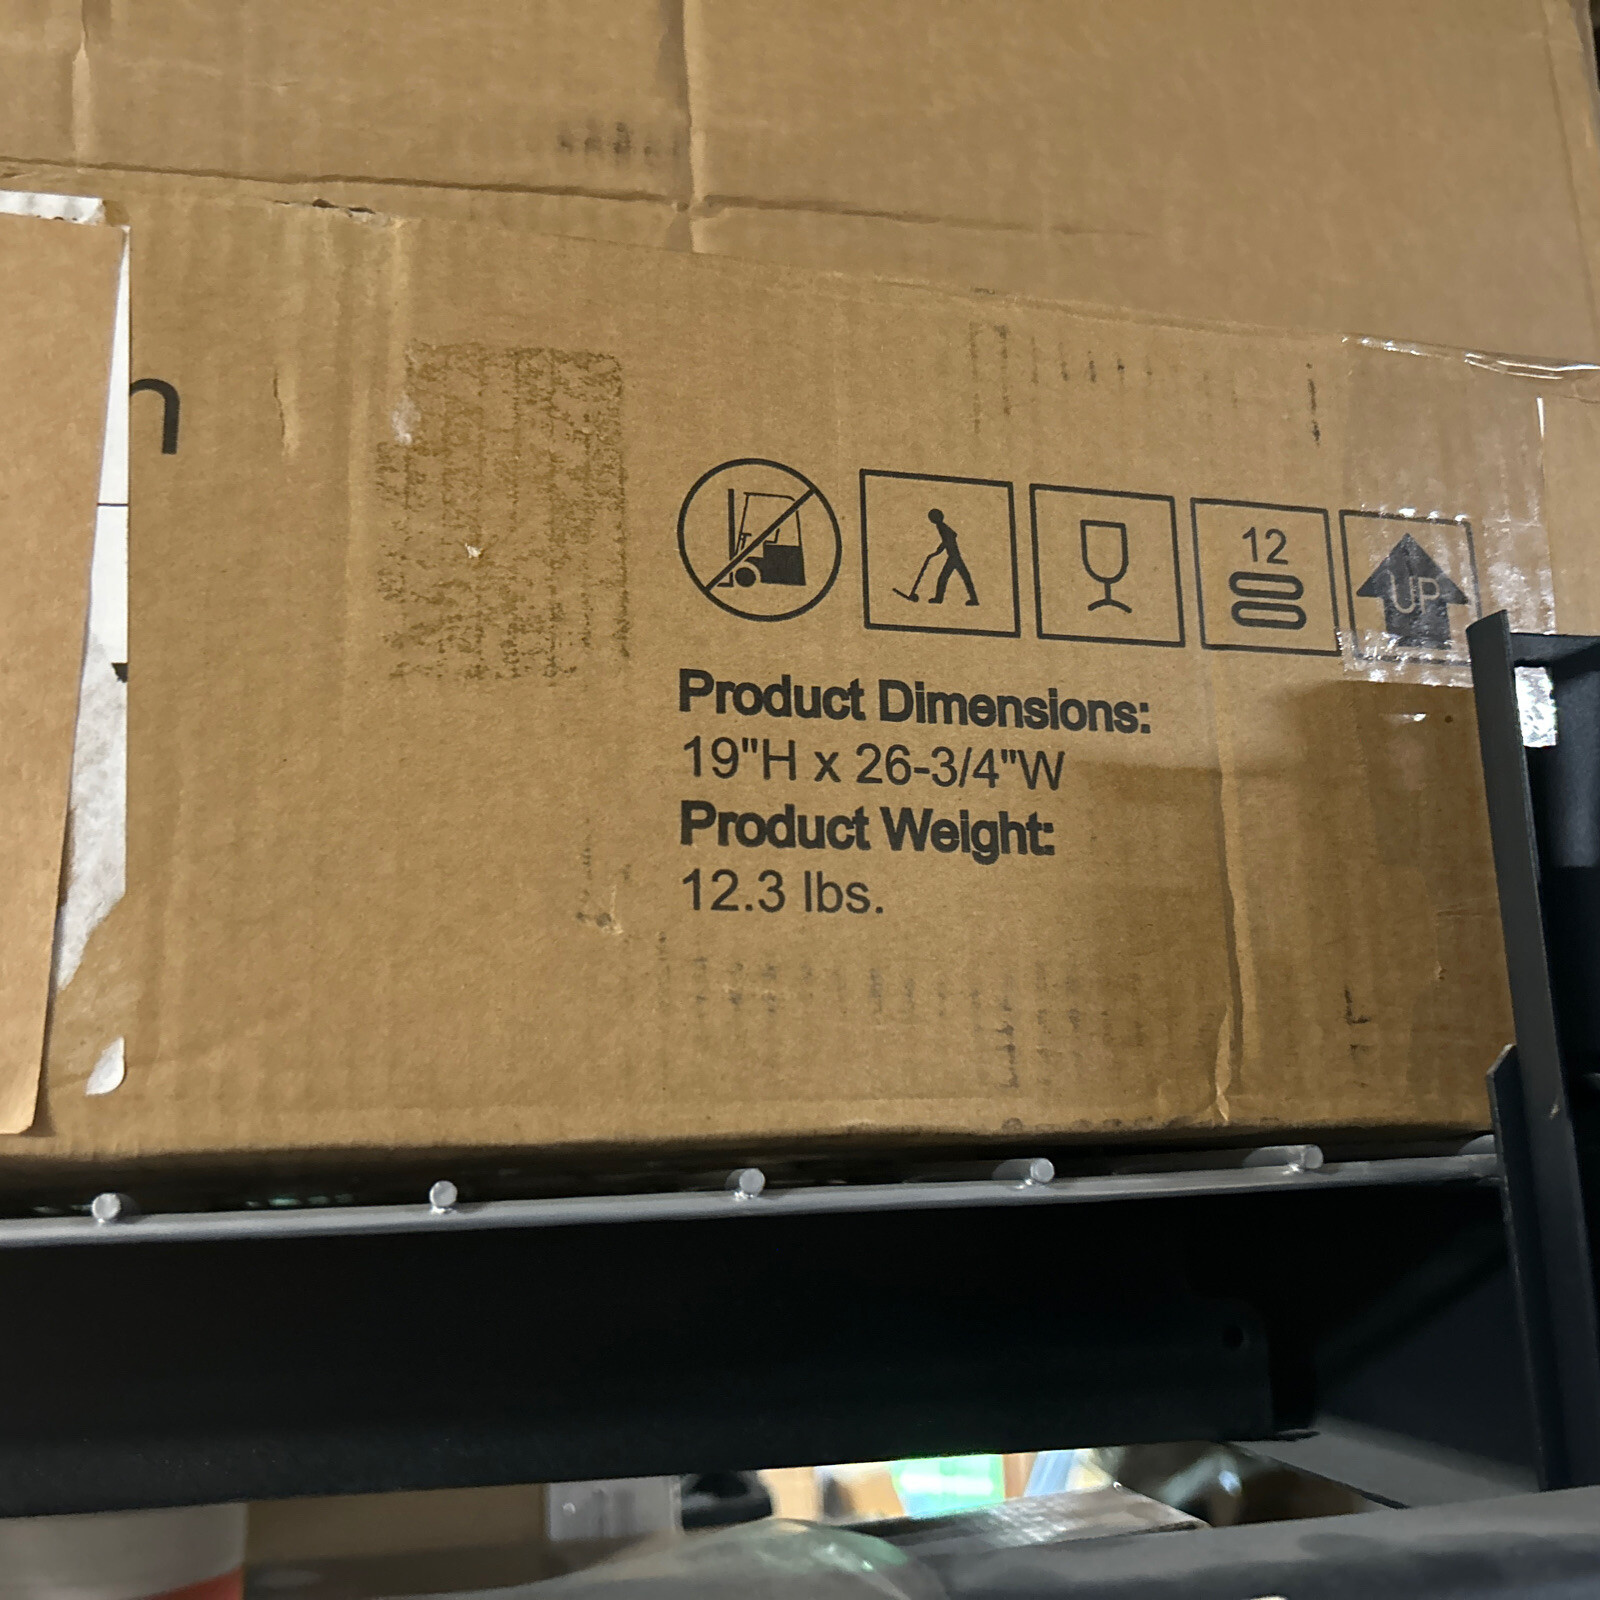 n
12
UP
Product Dimensions:
19"H x 26-3/4"W
Product Weight:
12.3 lbs.